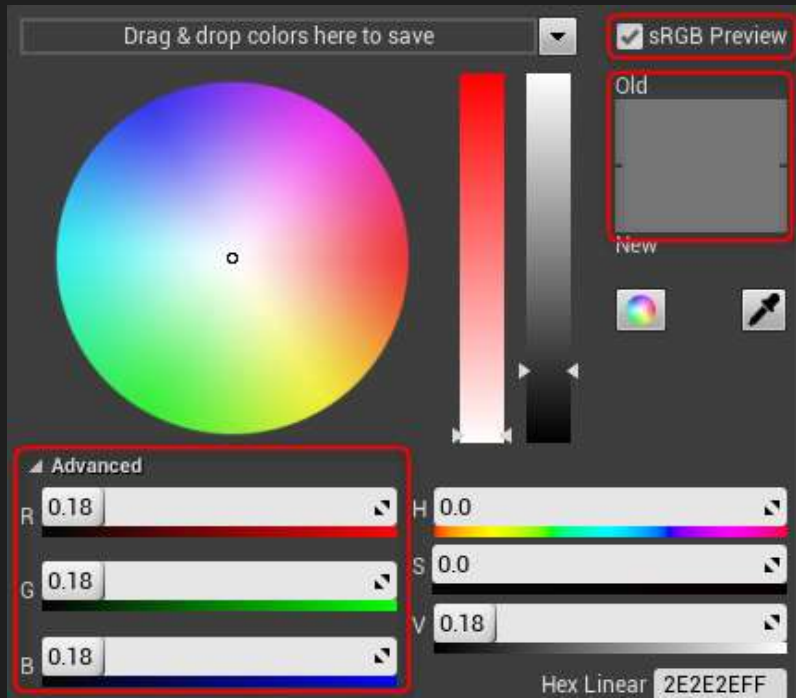 Drag & drop colors here to save
sRGB Preview
Old
New
Advanced
R 0.18
G 0.18
B 0.18
H 0.0
S 0.0
V 0.18
Hex Linear 2E2E2EFF